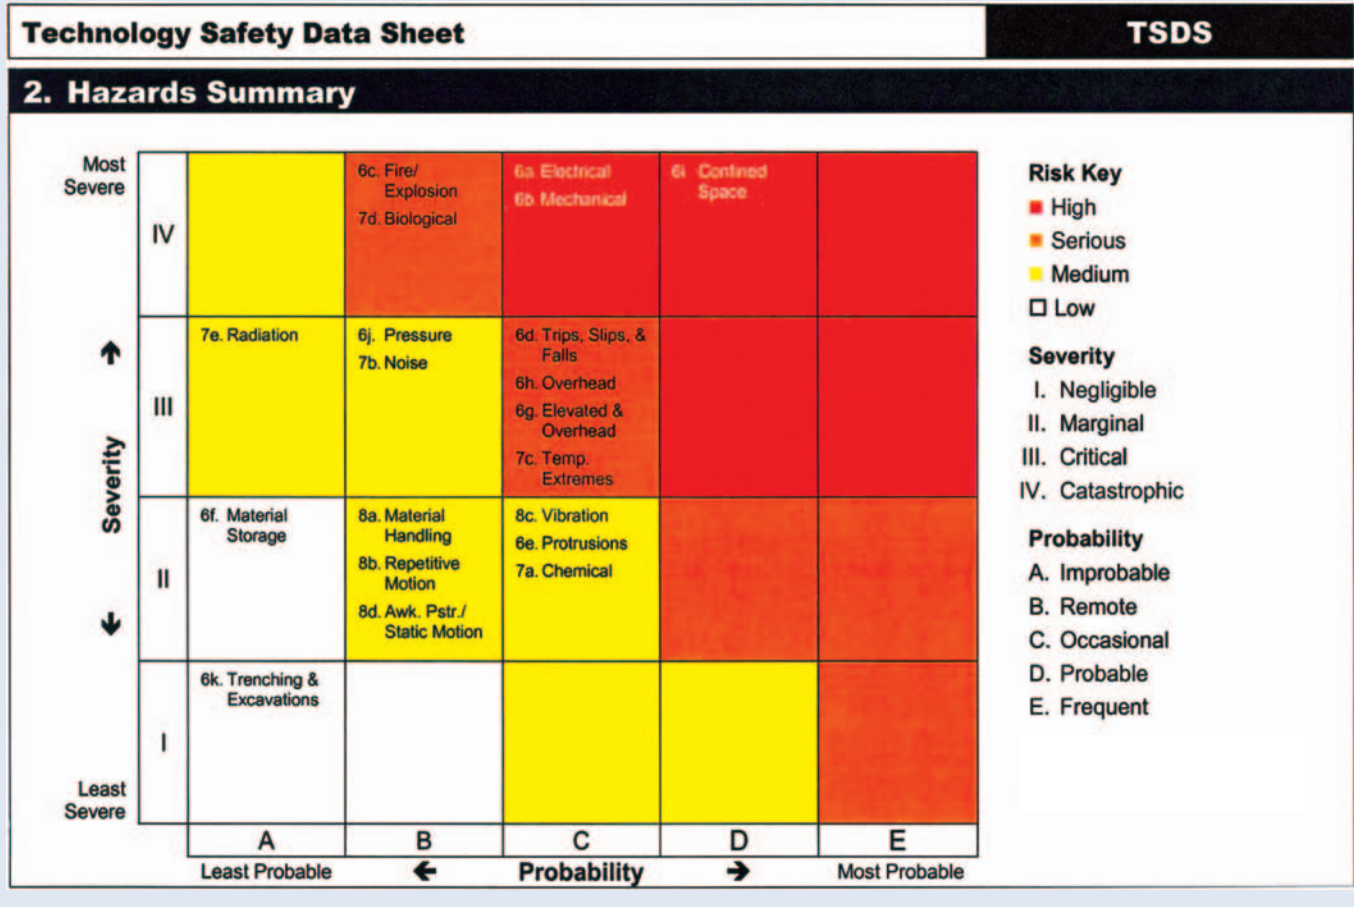 Technology Safety Data Sheet
TSDS
2. Hazards Summary
Most
Severe
IV
6c. Fire/
Explosion
7d. Biological
6a. Electrical
6b. Mechanical
6i. Confined
Space
III
7e. Radiation
6j. Pressure
7b. Noise
6d. Trips, Slips, &
Falls
6h. Overhead
6g. Elevated &
Overhead
7c. Temp.
Extremes
Severity
II
6f. Material
Storage
8a. Material
Handling
8b. Repetitive
Motion
8d. Awk. Pstr./
Static Motion
8c. Vibration
6e. Protrusions
7a. Chemical
I
6k. Trenching &
Excavations
Least
Severe
A
B
C
D
E
Least Probable
Probability
Most Probable
Risk Key
High
Serious
Medium
Low
Severity
I. Negligible
II. Marginal
III. Critical
IV. Catastrophic
Probability
A. Improbable
B. Remote
C. Occasional
D. Probable
E. Frequent